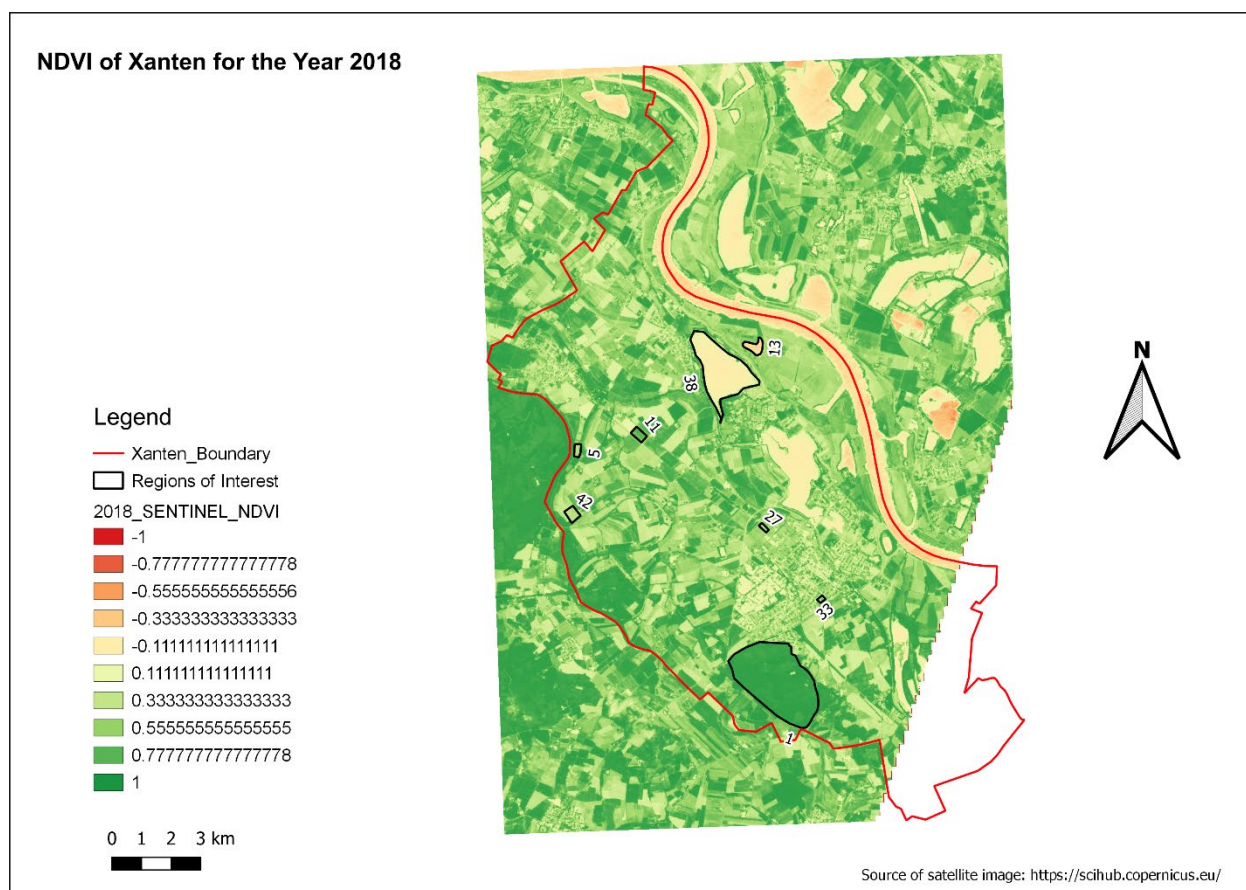 NDVI of Xanten for the Year 2018
N
13
38
11
5
42
27
33
1
Legend
Xanten_Boundary
Regions of Interest
2018_SENTINEL_NDVI
-1
-0.777777777777778
-0.555555555555556
-0.333333333333333
-0.111111111111111
0.111111111111111
0.333333333333333
0.555555555555555
0.777777777777778
1
0 1 2 3 km
Source of satellite image: https://scihub.copernicus.eu/